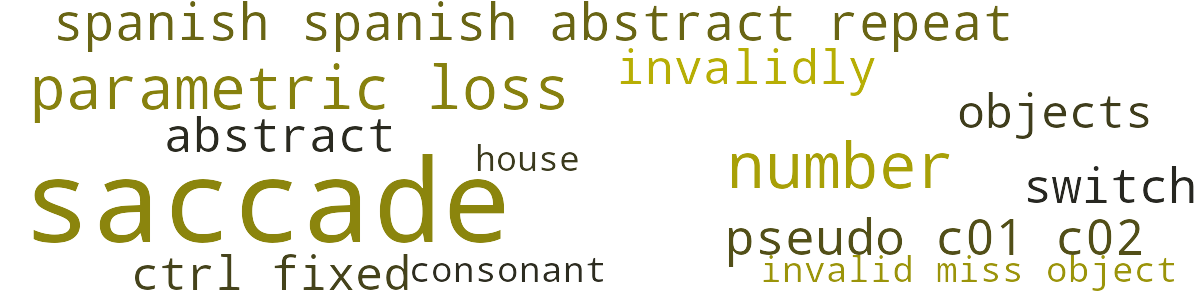 spanish spanish abstract repeat
invalidly
parametric loss
objects
abstract
house
number
saccade
switch
pseudo c01 c02
ctrl fixed
consonant
invalid miss object